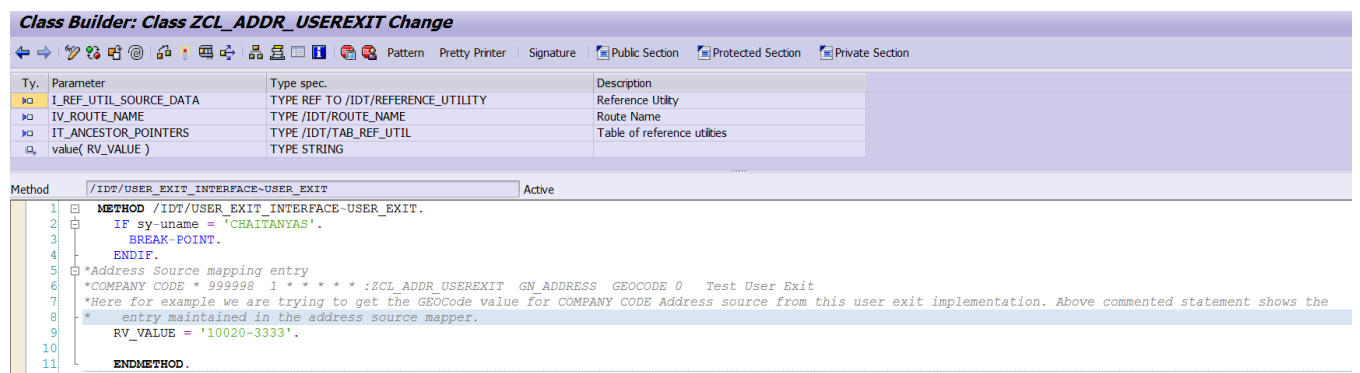 Class Builder: Class ZCL_ADDR_USEREXIT Change
Pattern Pretty Printer Signature Public Section Protected Section Private Section
Ty. Parameter Type spec. Description
I_REF_UTIL_SOURCE_DATA TYPE REF TO /IDT/REFERENCE_UTILITY Reference Utility
IV_ROUTE_NAME TYPE /IDT/ROUTE_NAME Route Name
IT_ANCESTOR_POINTERS TYPE /IDT/TAB_REF_UTIL Table of reference utilities
value( RV_VALUE ) TYPE STRING
Method /IDT/USER_EXIT_INTERFACE~USER_EXIT Active
1 METHOD /IDT/USER_EXIT_INTERFACE~USER_EXIT.
2 IF sy-uname = 'CHAITANYAS'.
3 BREAK-POINT.
4 ENDIF.
5 *Address Source mapping entry
6 *COMPANY CODE * 999998 1 * * * * * :ZCL_ADDR_USEREXIT GN_ADDRESS GEOCODE 0 Test User Exit
7 *Here for example we are trying to get the GEOCode value for COMPANY CODE Address source from this user exit implementation. Above commented statement shows the
8 * entry maintained in the address source mapper.
9 RV_VALUE = '10020-3333'.
10
11 ENDMETHOD.